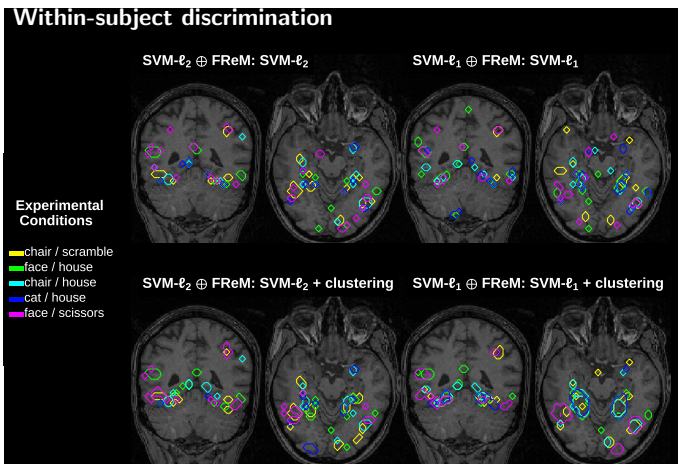 Within-subject discrimination
SVM-ℓ₂ ⊕ FReM: SVM-ℓ₂
SVM-ℓ₁ ⊕ FReM: SVM-ℓ₁
Experimental
Conditions
chair / scramble
face / house
chair / house
cat / house
face / scissors
SVM-ℓ₂ ⊕ FReM: SVM-ℓ₂ + clustering
SVM-ℓ₁ ⊕ FReM: SVM-ℓ₁ + clustering